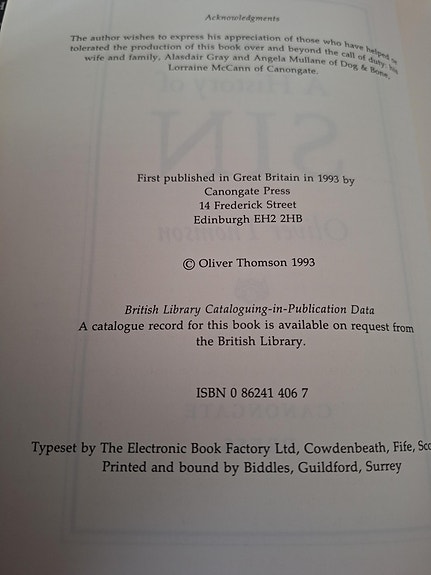 Acknowledgments
The author wishes to express his appreciation of those who have helped or
tolerated the production of this book over and beyond the call of duty: his
wife and family, Alasdair Gray and Angela Mullane of Dog & Bone,
Lorraine McCann of Canongate.
First published in Great Britain in 1993 by
Canongate Press
14 Frederick Street
Edinburgh EH2 2HB
© Oliver Thomson 1993
British Library Cataloguing-in-Publication Data
A catalogue record for this book is available on request from
the British Library.
ISBN 0 86241 406 7
Typeset by The Electronic Book Factory Ltd, Cowdenbeath, Fife, Sco
Printed and bound by Biddles, Guildford, Surrey